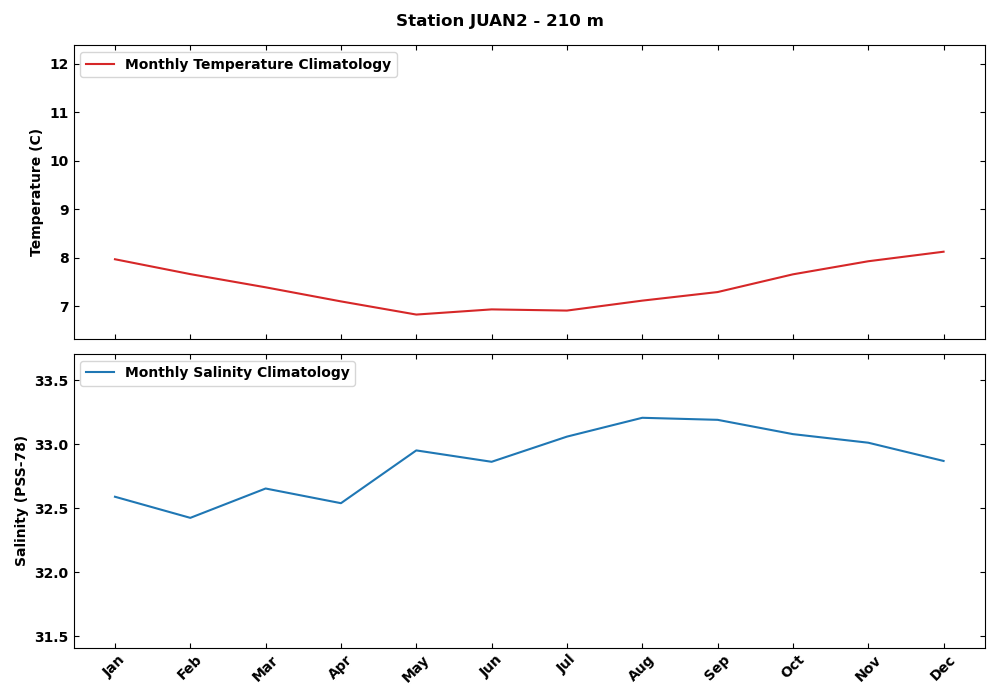 Station JUAN2 - 210 m
Monthly Temperature Climatology
12
11
10
9
8
7
Temperature (C)
Monthly Salinity Climatology
33.5
33.0
32.5
32.0
31.5
Salinity (PSS-78)
Jan Feb Mar Apr May Jun Jul Aug Sep Oct Nov Dec